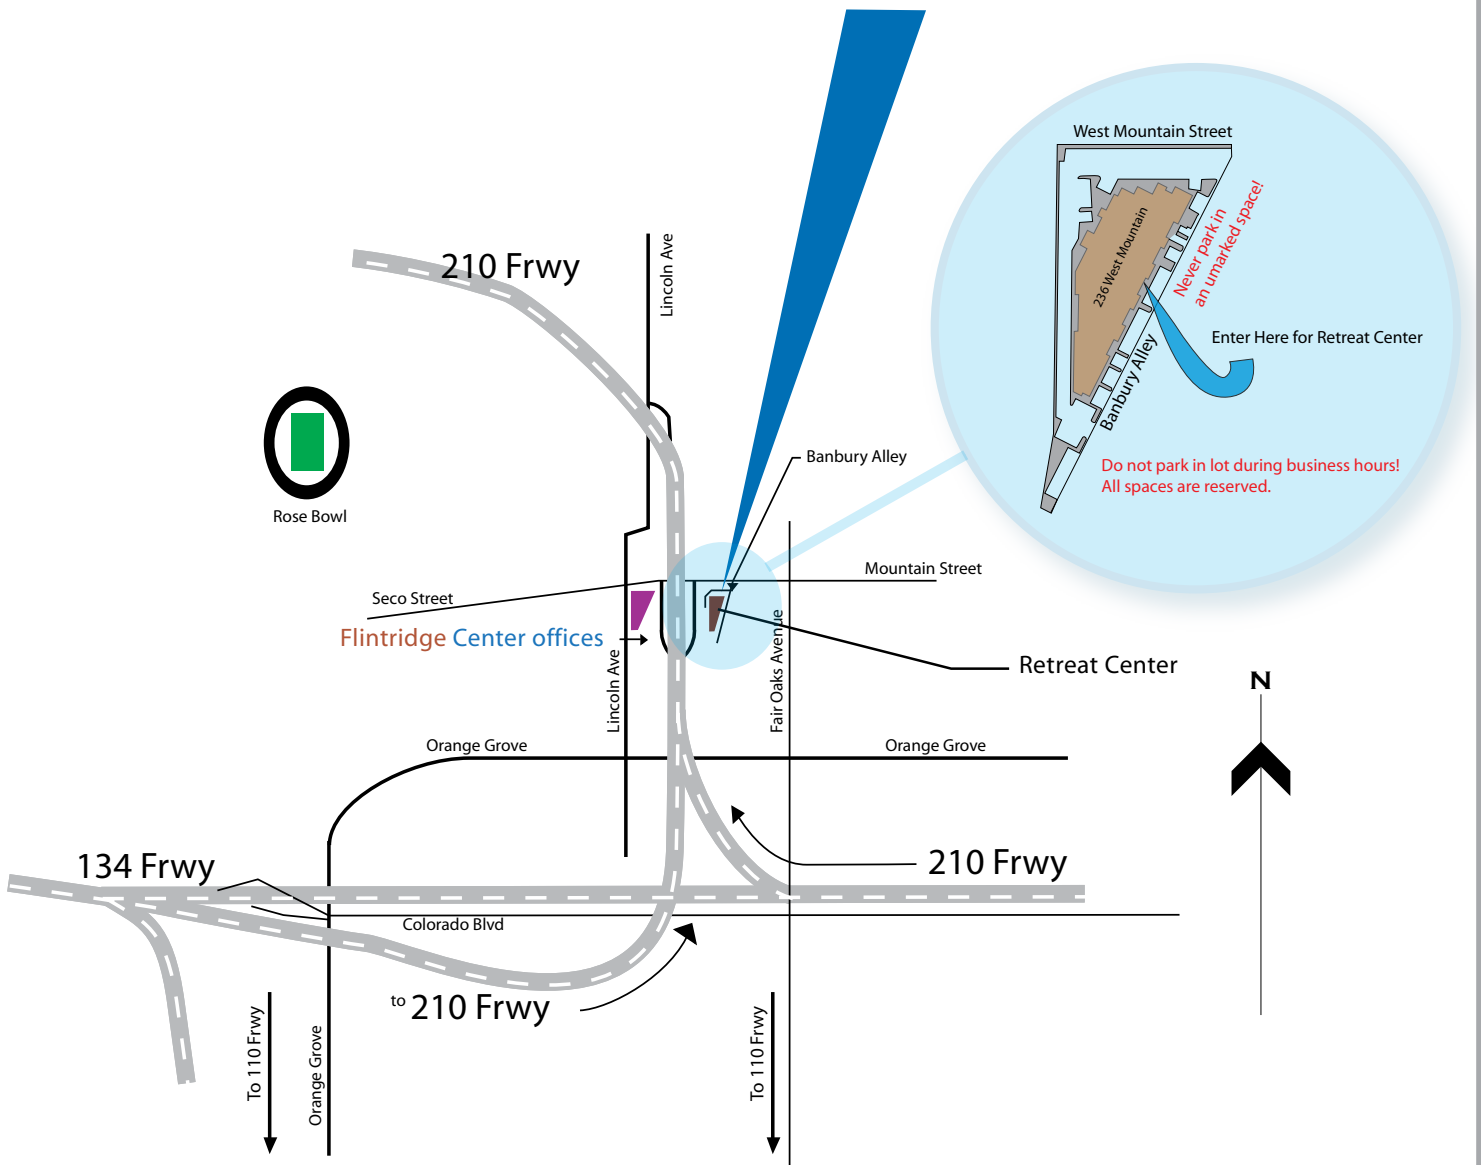 West Mountain Street
236 West Mountain
Never park in
an umarked space!
Enter Here for Retreat Center
Banbury Alley
Do not park in lot during business hours!
All spaces are reserved.
210 Frwy
Lincoln Ave
Rose Bowl
Banbury Alley
Mountain Street
Seco Street
Flintridge Center offices
Lincoln Ave
Fair Oaks Avenue
Retreat Center
N
Orange Grove
Orange Grove
134 Frwy
210 Frwy
Colorado Blvd
to 210 Frwy
To 110 Frwy
Orange Grove
To 110 Frwy